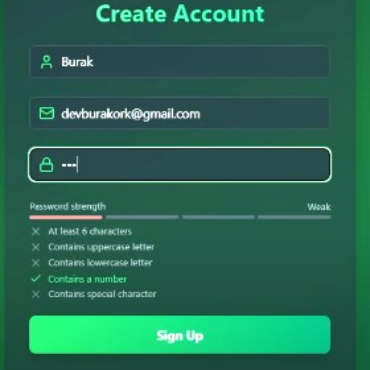 Create Account
Burak
devburakork@gmail.com
Password strength Weak
At least 6 characters
Contains uppercase letter
Contains lowercase letter
Contains a number
Contains special character
Sign Up